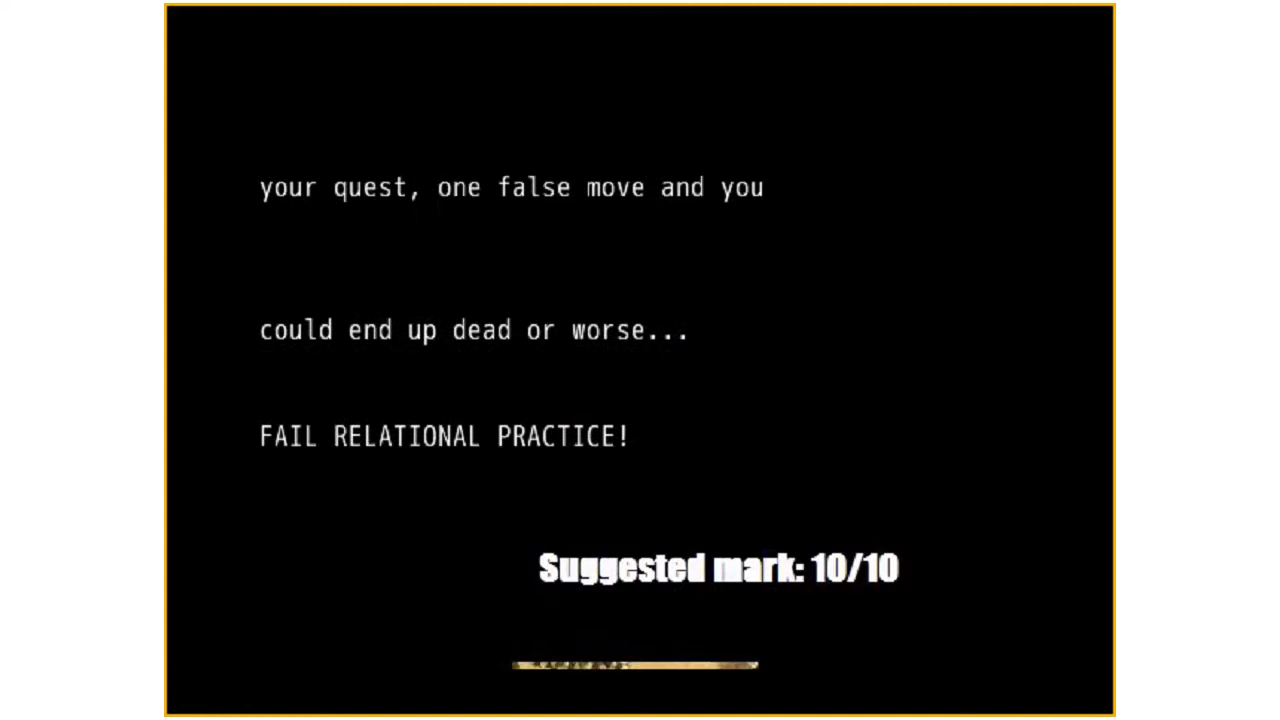 your quest, one false move and you
could end up dead or worse...
FAIL RELATIONAL PRACTICE!
Suggested mark: 10/10